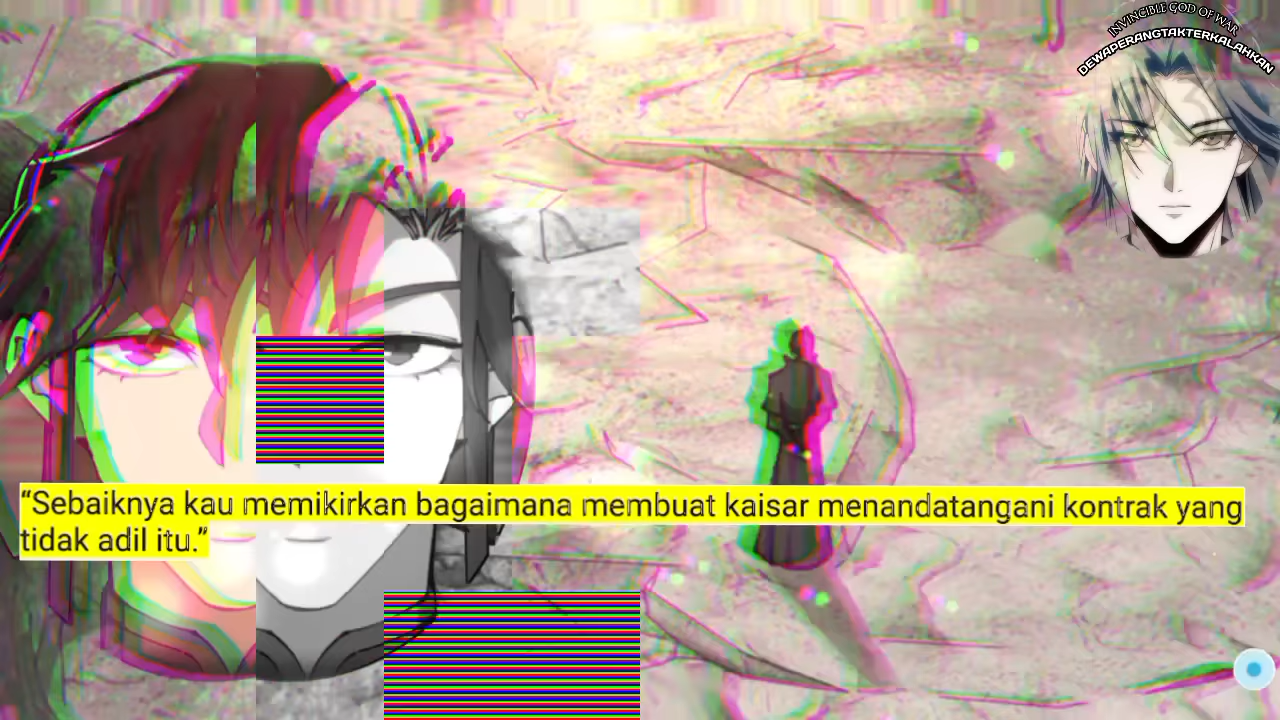 INVINCIBLE GOD OF WAR
DEWAPERANGTAKTERKALAHKAN
“Sebaiknya kau memikirkan bagaimana membuat kaisar menandatangani kontrak yang
tidak adil itu.”